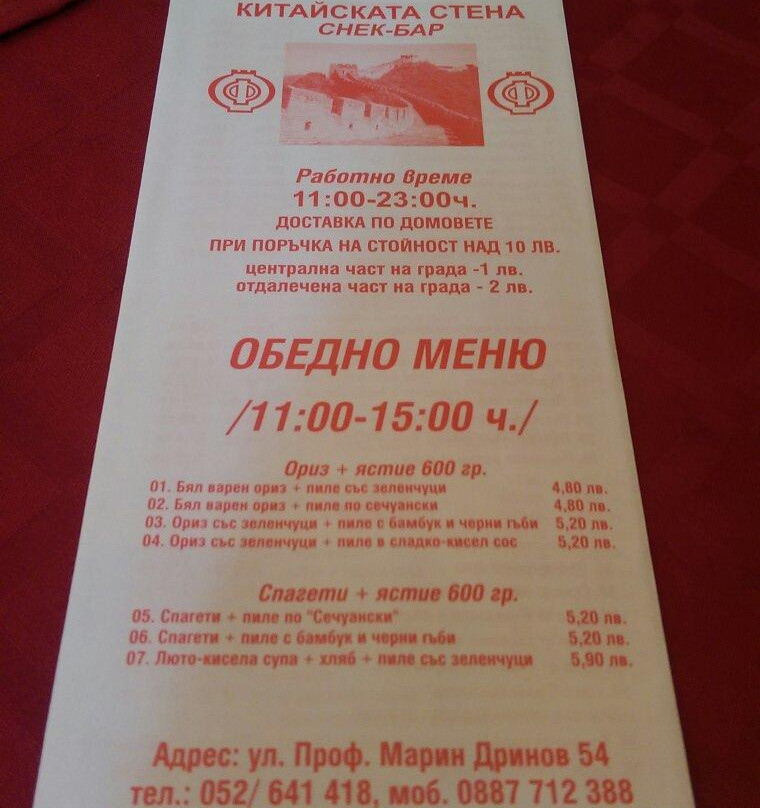 КИТАЙСКАТА СТЕНА
СНЕК-БАР
Работно време
11:00-23:00ч.
ДОСТАВКА ПО ДОМОВЕТЕ
ПРИ ПОРЪЧКА НА СТОЙНОСТ НАД 10 ЛВ.
централна част на града -1 лв.
отдалечена част на града - 2 лв.
ОБЕДНО МЕНЮ
/11:00-15:00 ч./
Ориз + ястие 600 гр.
01. Бял варен ориз + пиле със зеленчуци 4,80 лв.
02. Бял варен ориз + пиле по сечуански 4,80 лв.
03. Ориз със зеленчуци + пиле с бамбук и черни гъби 5,20 лв.
04. Ориз със зеленчуци + пиле в сладко-кисел сос 5,20 лв.
Спагети + ястие 600 гр.
05. Спагети + пиле по "Сечуански" 5,20 лв.
06. Спагети + пиле с бамбук и черни гъби 5,20 лв.
07. Люто-кисела супа + хляб + пиле със зеленчуци 5,90 лв.
Адрес: ул. Проф. Марин Дринов 54
тел.: 052/ 641 418, моб. 0887 712 388